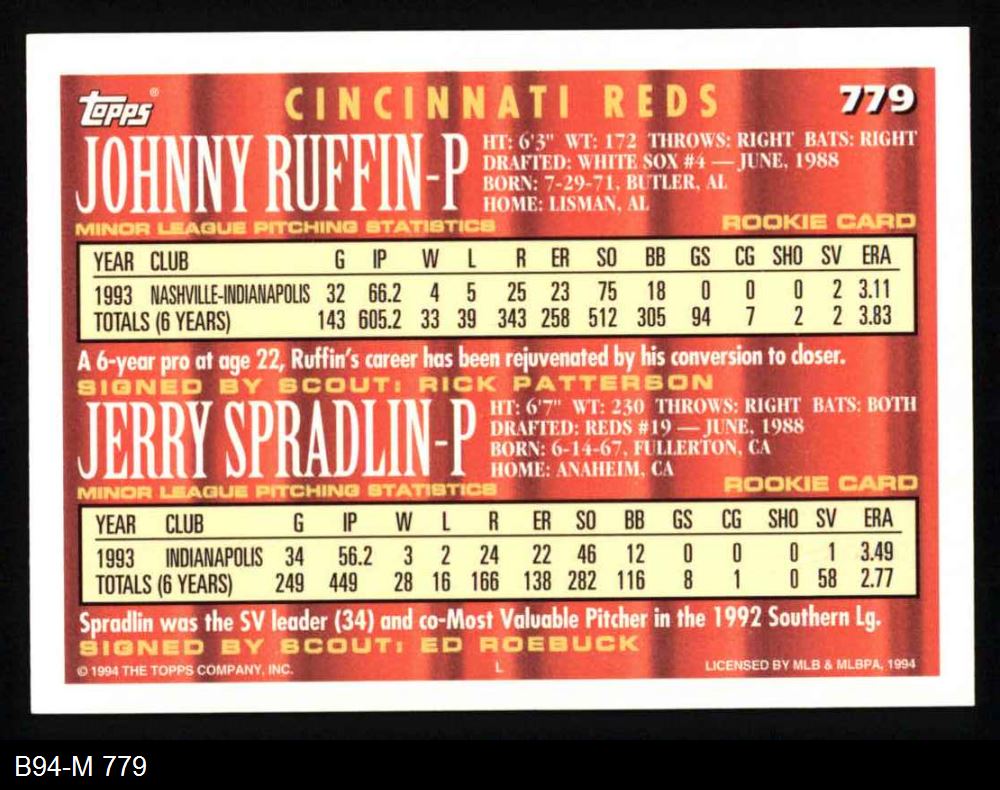 topps® CINCINNATI REDS 779
JOHNNY RUFFIN-P
HT: 6'3" WT: 172 THROWS: RIGHT BATS: RIGHT
DRAFTED: WHITE SOX #4 — JUNE, 1988
BORN: 7-29-71, BUTLER, AL
HOME: LISMAN, AL
MINOR LEAGUE PITCHING STATISTICS ROOKIE CARD
YEAR CLUB G IP W L R ER SO BB GS CG SHO SV ERA
1993 NASHVILLE-INDIANAPOLIS 32 66.2 4 5 25 23 75 18 0 0 0 2 3.11
TOTALS (6 YEARS) 143 605.2 33 39 343 258 512 305 94 7 2 2 3.83
A 6-year pro at age 22, Ruffin's career has been rejuvenated by his conversion to closer.
SIGNED BY SCOUT: RICK PATTERSON
JERRY SPRADLIN-P
HT: 6'7" WT: 230 THROWS: RIGHT BATS: BOTH
DRAFTED: REDS #19 — JUNE, 1988
BORN: 6-14-67, FULLERTON, CA
HOME: ANAHEIM, CA
MINOR LEAGUE PITCHING STATISTICS ROOKIE CARD
YEAR CLUB G IP W L R ER SO BB GS CG SHO SV ERA
1993 INDIANAPOLIS 34 56.2 3 2 24 22 46 12 0 0 0 1 3.49
TOTALS (6 YEARS) 249 449 28 16 166 138 282 116 8 1 0 58 2.77
Spradlin was the SV leader (34) and co-Most Valuable Pitcher in the 1992 Southern Lg.
SIGNED BY SCOUT: ED ROEBUCK
© 1994 THE TOPPS COMPANY, INC. L LICENSED BY MLB & MLBPA, 1994
B94-M 779